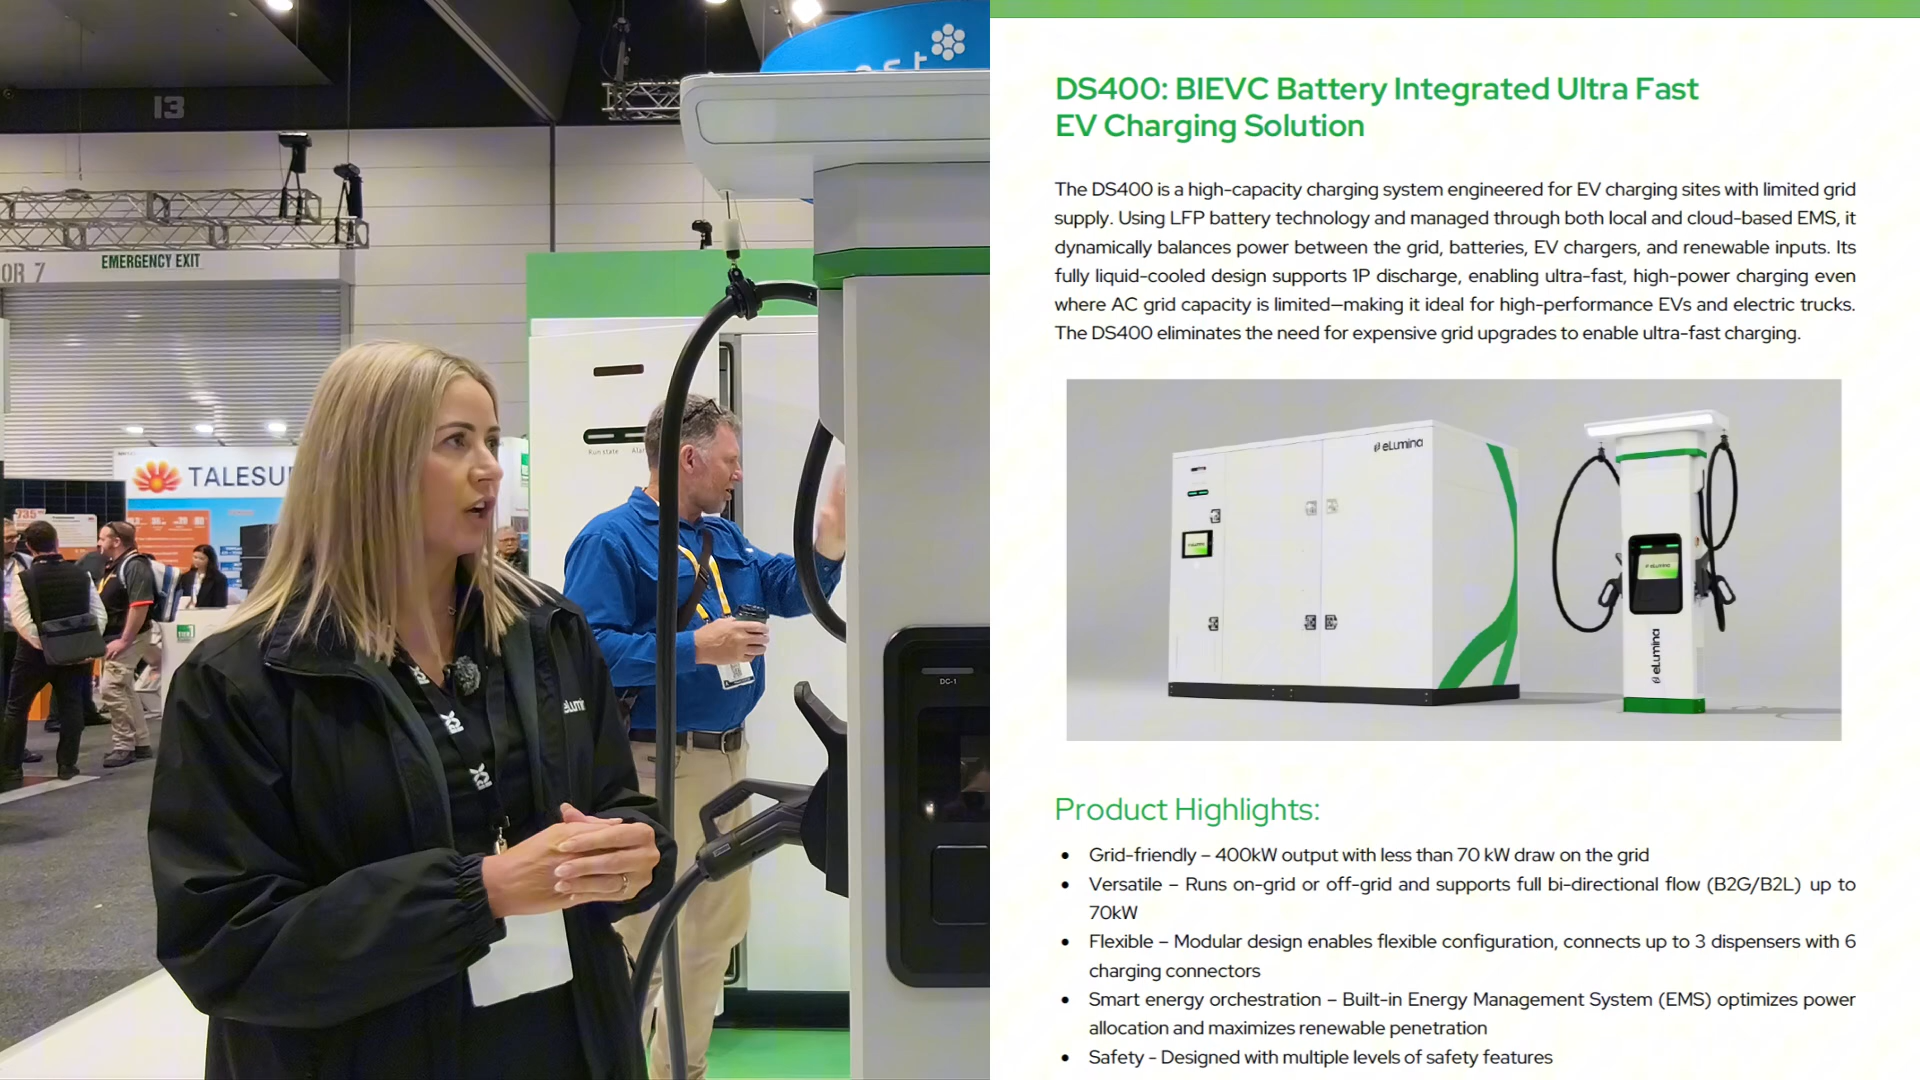 13
OR 7
EMERGENCY EXIT
TALESU
735
Run state
DC-1
eLumin
DS400: BIEVC Battery Integrated Ultra Fast
EV Charging Solution
The DS400 is a high-capacity charging system engineered for EV charging sites with limited grid
supply. Using LFP battery technology and managed through both local and cloud-based EMS, it
dynamically balances power between the grid, batteries, EV chargers, and renewable inputs. Its
fully liquid-cooled design supports 1P discharge, enabling ultra-fast, high-power charging even
where AC grid capacity is limited—making it ideal for high-performance EVs and electric trucks.
The DS400 eliminates the need for expensive grid upgrades to enable ultra-fast charging.
eLumina
eLumina
eLumina
Product Highlights:
• Grid-friendly – 400kW output with less than 70 kW draw on the grid
• Versatile – Runs on-grid or off-grid and supports full bi-directional flow (B2G/B2L) up to
70kW
• Flexible – Modular design enables flexible configuration, connects up to 3 dispensers with 6
charging connectors
• Smart energy orchestration – Built-in Energy Management System (EMS) optimizes power
allocation and maximizes renewable penetration
• Safety - Designed with multiple levels of safety features